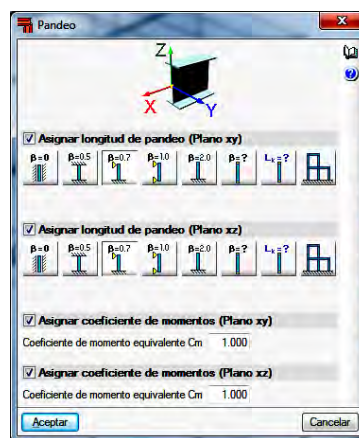 Pandeo
Z
X
Y
Asignar longitud de pandeo (Plano xy)
β=0 β=0.5 β=0.7 β=1.0 β=2.0 β=? Lk=?
Asignar longitud de pandeo (Plano xz)
β=0 β=0.5 β=0.7 β=1.0 β=2.0 β=? Lk=?
Asignar coeficiente de momentos (Plano xy)
Coeficiente de momento equivalente Cm 1.000
Asignar coeficiente de momentos (Plano xz)
Coeficiente de momento equivalente Cm 1.000
Aceptar Cancelar